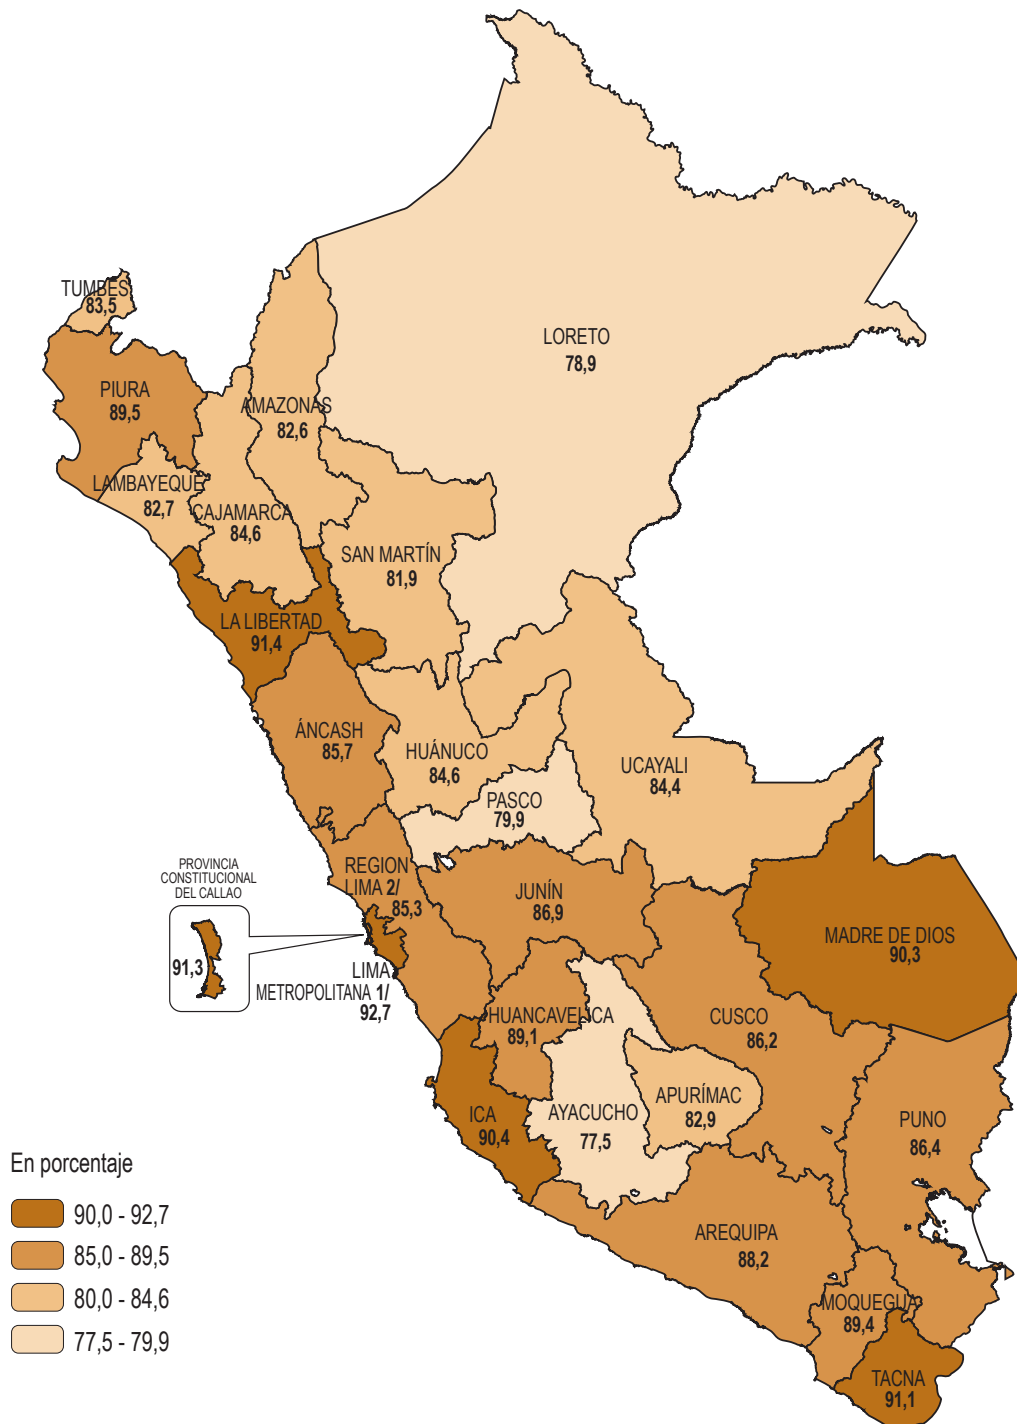 TUMBES
83,5
LORETO
78,9
PIURA
89,5
AMAZONAS
82,6
LAMBAYEQUE
82,7
CAJAMARCA
84,6
SAN MARTÍN
81,9
LA LIBERTAD
91,4
ÁNCASH
85,7
HUÁNUCO
84,6
UCAYALI
84,4
PASCO
79,9
PROVINCIA
CONSTITUCIONAL
DEL CALLAO
91,3
REGION
LIMA 2/
85,3
JUNÍN
86,9
MADRE DE DIOS
90,3
LIMA
METROPOLITANA 1/
92,7
HUANCAVELICA
89,1
CUSCO
86,2
ICA
90,4
AYACUCHO
77,5
APURÍMAC
82,9
PUNO
86,4
AREQUIPA
88,2
MOQUEGUA
89,4
TACNA
91,1
En porcentaje
90,0 - 92,7
85,0 - 89,5
80,0 - 84,6
77,5 - 79,9